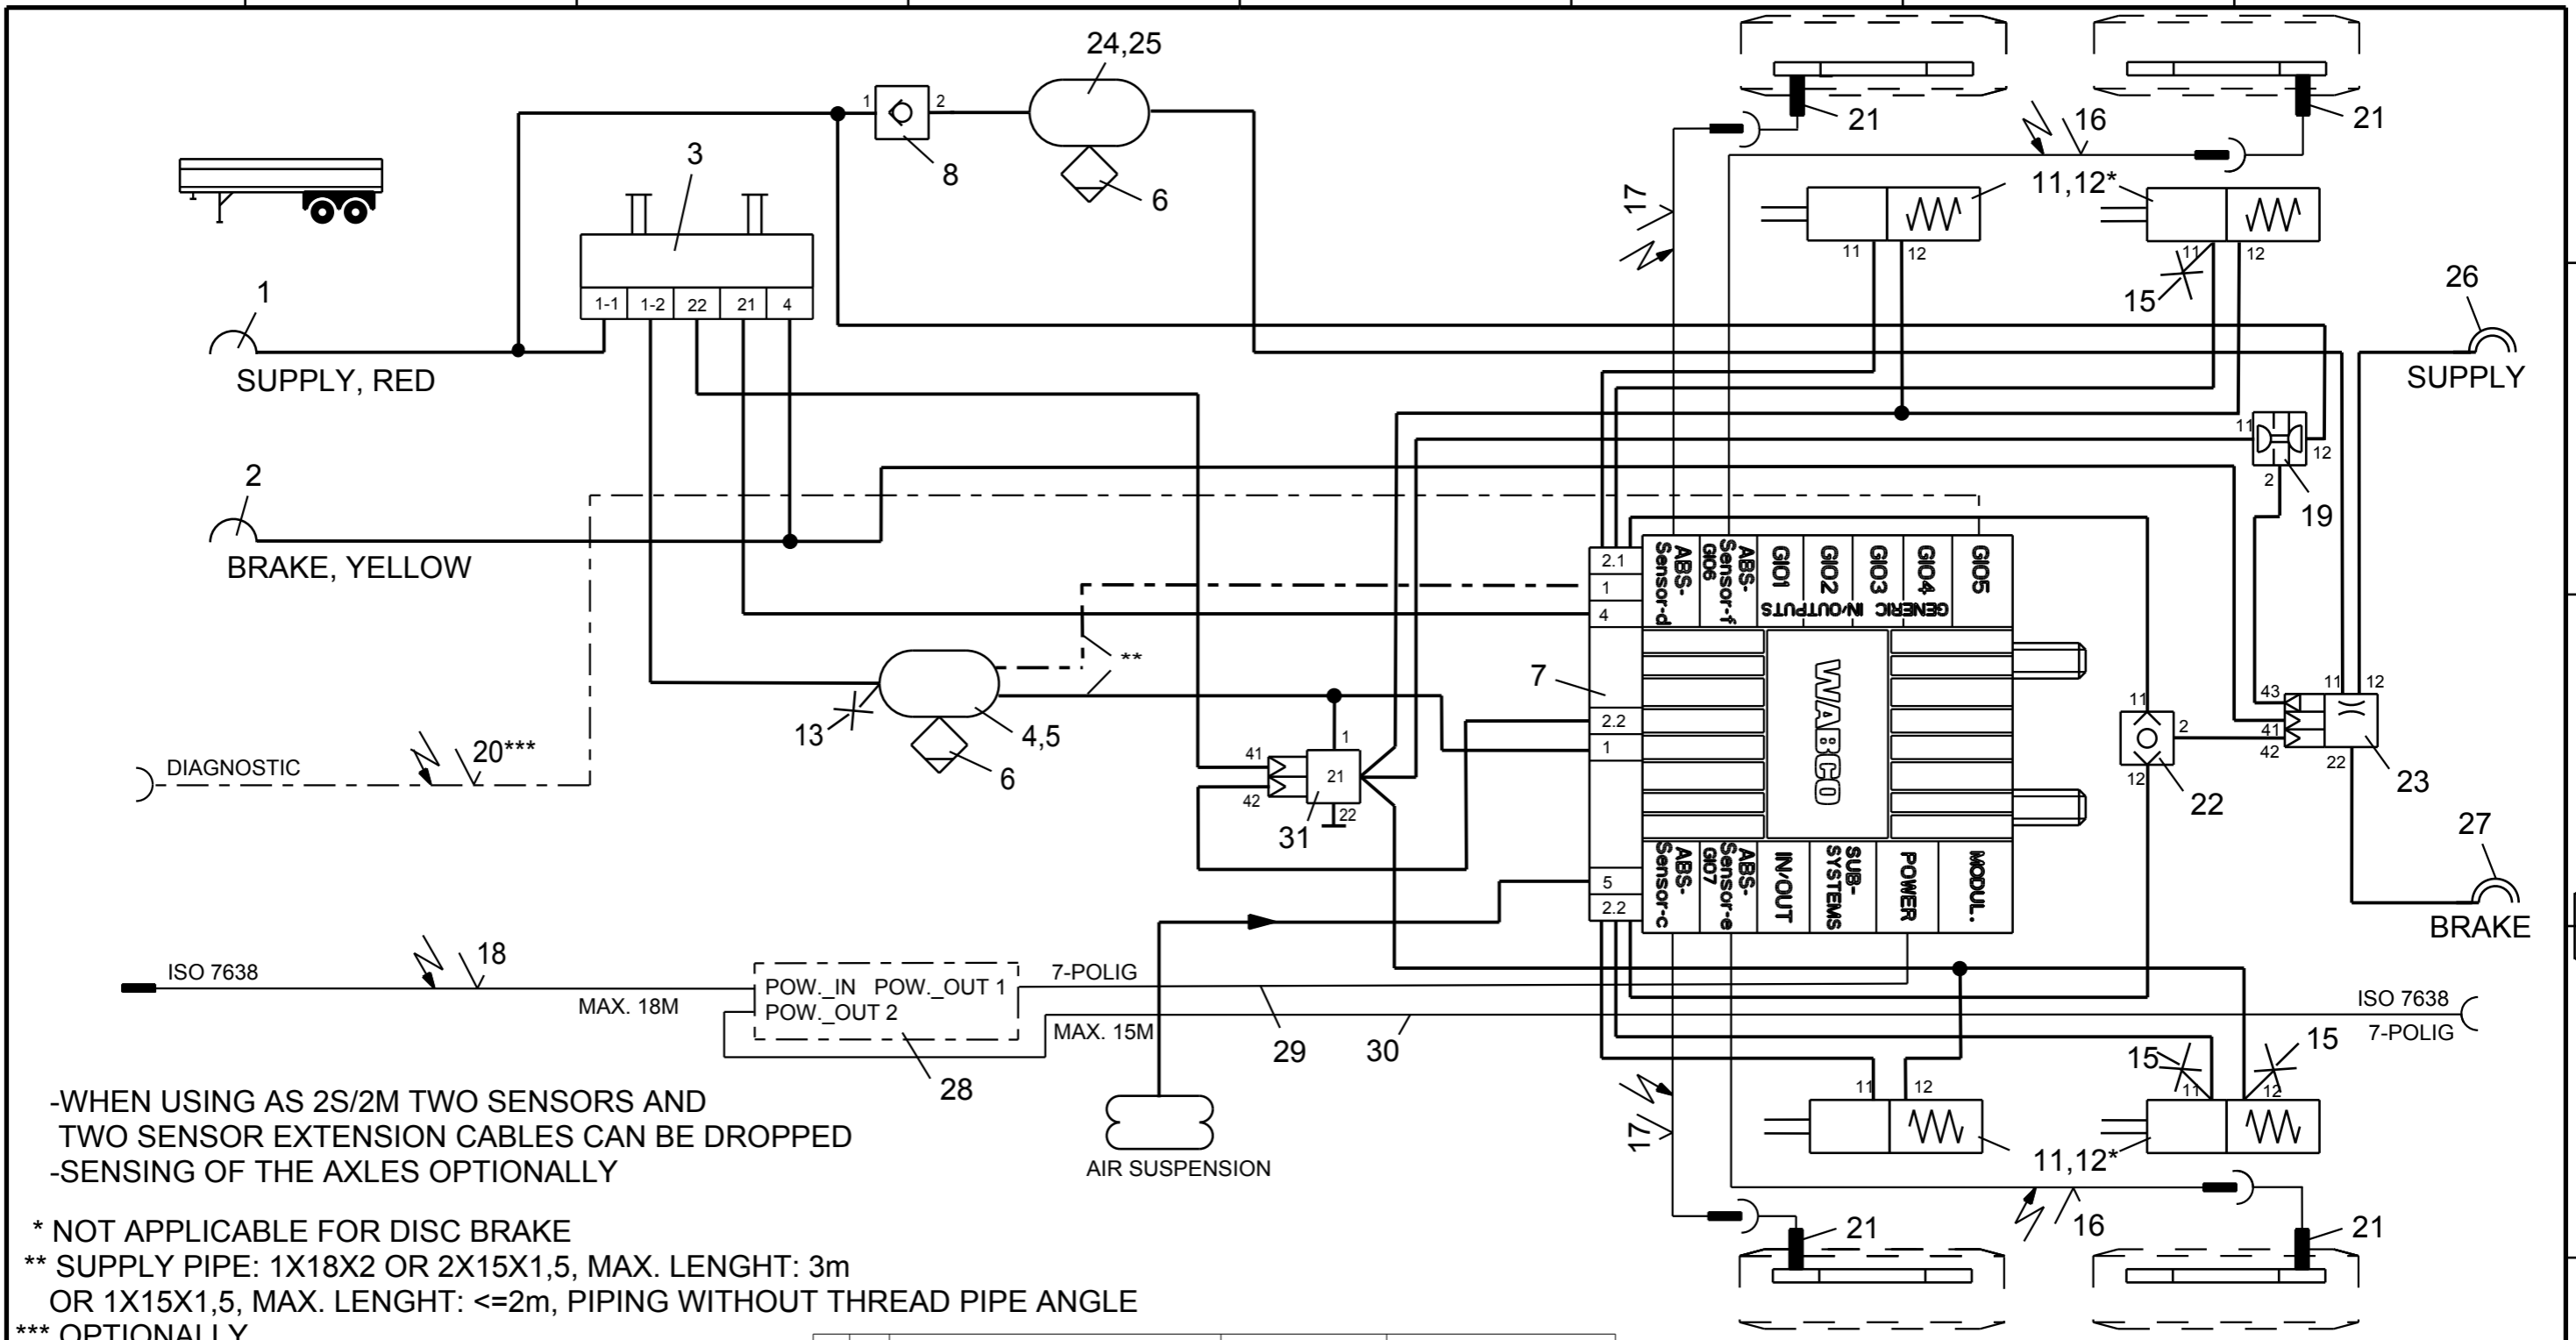 24,25
21
16
21
1
2
8
3
6
11,12*
17
11
12
11
12
15
26
1
1-1
1-2
22
21
4
SUPPLY, RED
SUPPLY
11
12
2
19
2
BRAKE, YELLOW
2.1
1
4
ABS-
Sensor-d
ABS-
Sensor-f
GIO6
GIO1
GIO2
GIO3
GIO4
GIO5
GENERIC IN/OUTPUTS
**
7
WABCO
13
4,5
6
2.2
1
11
2
12
22
43
41
42
11
12
22
23
DIAGNOSTIC
20***
41
42
1
21
22
31
27
BRAKE
5
2.2
ABS-
Sensor-c
ABS-
Sensor-e
GIO7
IN/OUT
SUB-
SYSTEMS
POWER
MODUL.
ISO 7638
18
MAX. 18M
POW._IN POW._OUT 1
POW._OUT 2
7-POLIG
MAX. 15M
28
29
30
ISO 7638
7-POLIG
15
15
11
12
11
12
17
11,12*
16
21
21
AIR SUSPENSION
-WHEN USING AS 2S/2M TWO SENSORS AND
TWO SENSOR EXTENSION CABLES CAN BE DROPPED
-SENSING OF THE AXLES OPTIONALLY
* NOT APPLICABLE FOR DISC BRAKE
** SUPPLY PIPE: 1X18X2 OR 2X15X1,5, MAX. LENGHT: 3m
OR 1X15X1,5, MAX. LENGHT: <=2m, PIPING WITHOUT THREAD PIPE ANGLE
*** OPTIONALLY